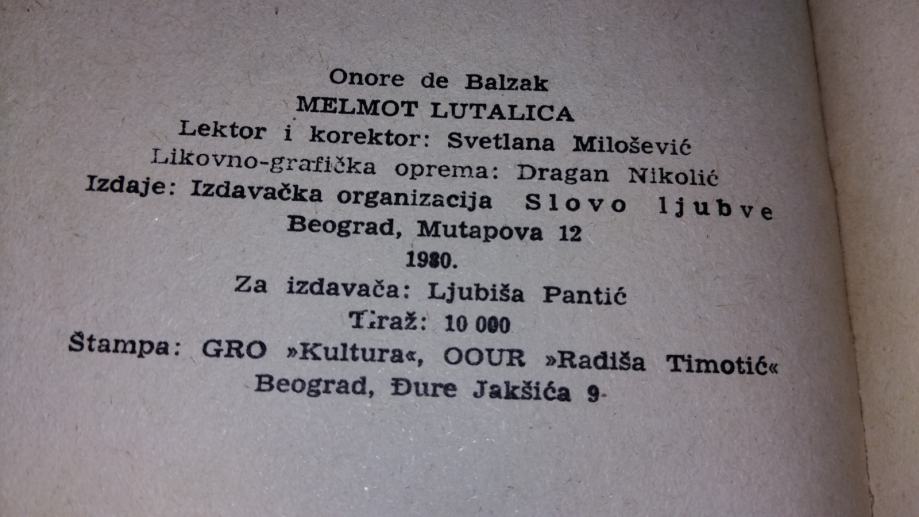 Onore de Balzak
MELMOT LUTALICA
Lektor i korektor: Svetlana Milošević
Likovno-grafička oprema: Dragan Nikolić
Izdaje: Izdavačka organizacija Slovo ljubve
Beograd, Mutapova 12
1980.
Za izdavača: Ljubiša Pantić
Tiraž: 10 000
Štampa: GRO »Kultura«, OOUR »Radiša Timotić«
Beograd, Đure Jakšića 9